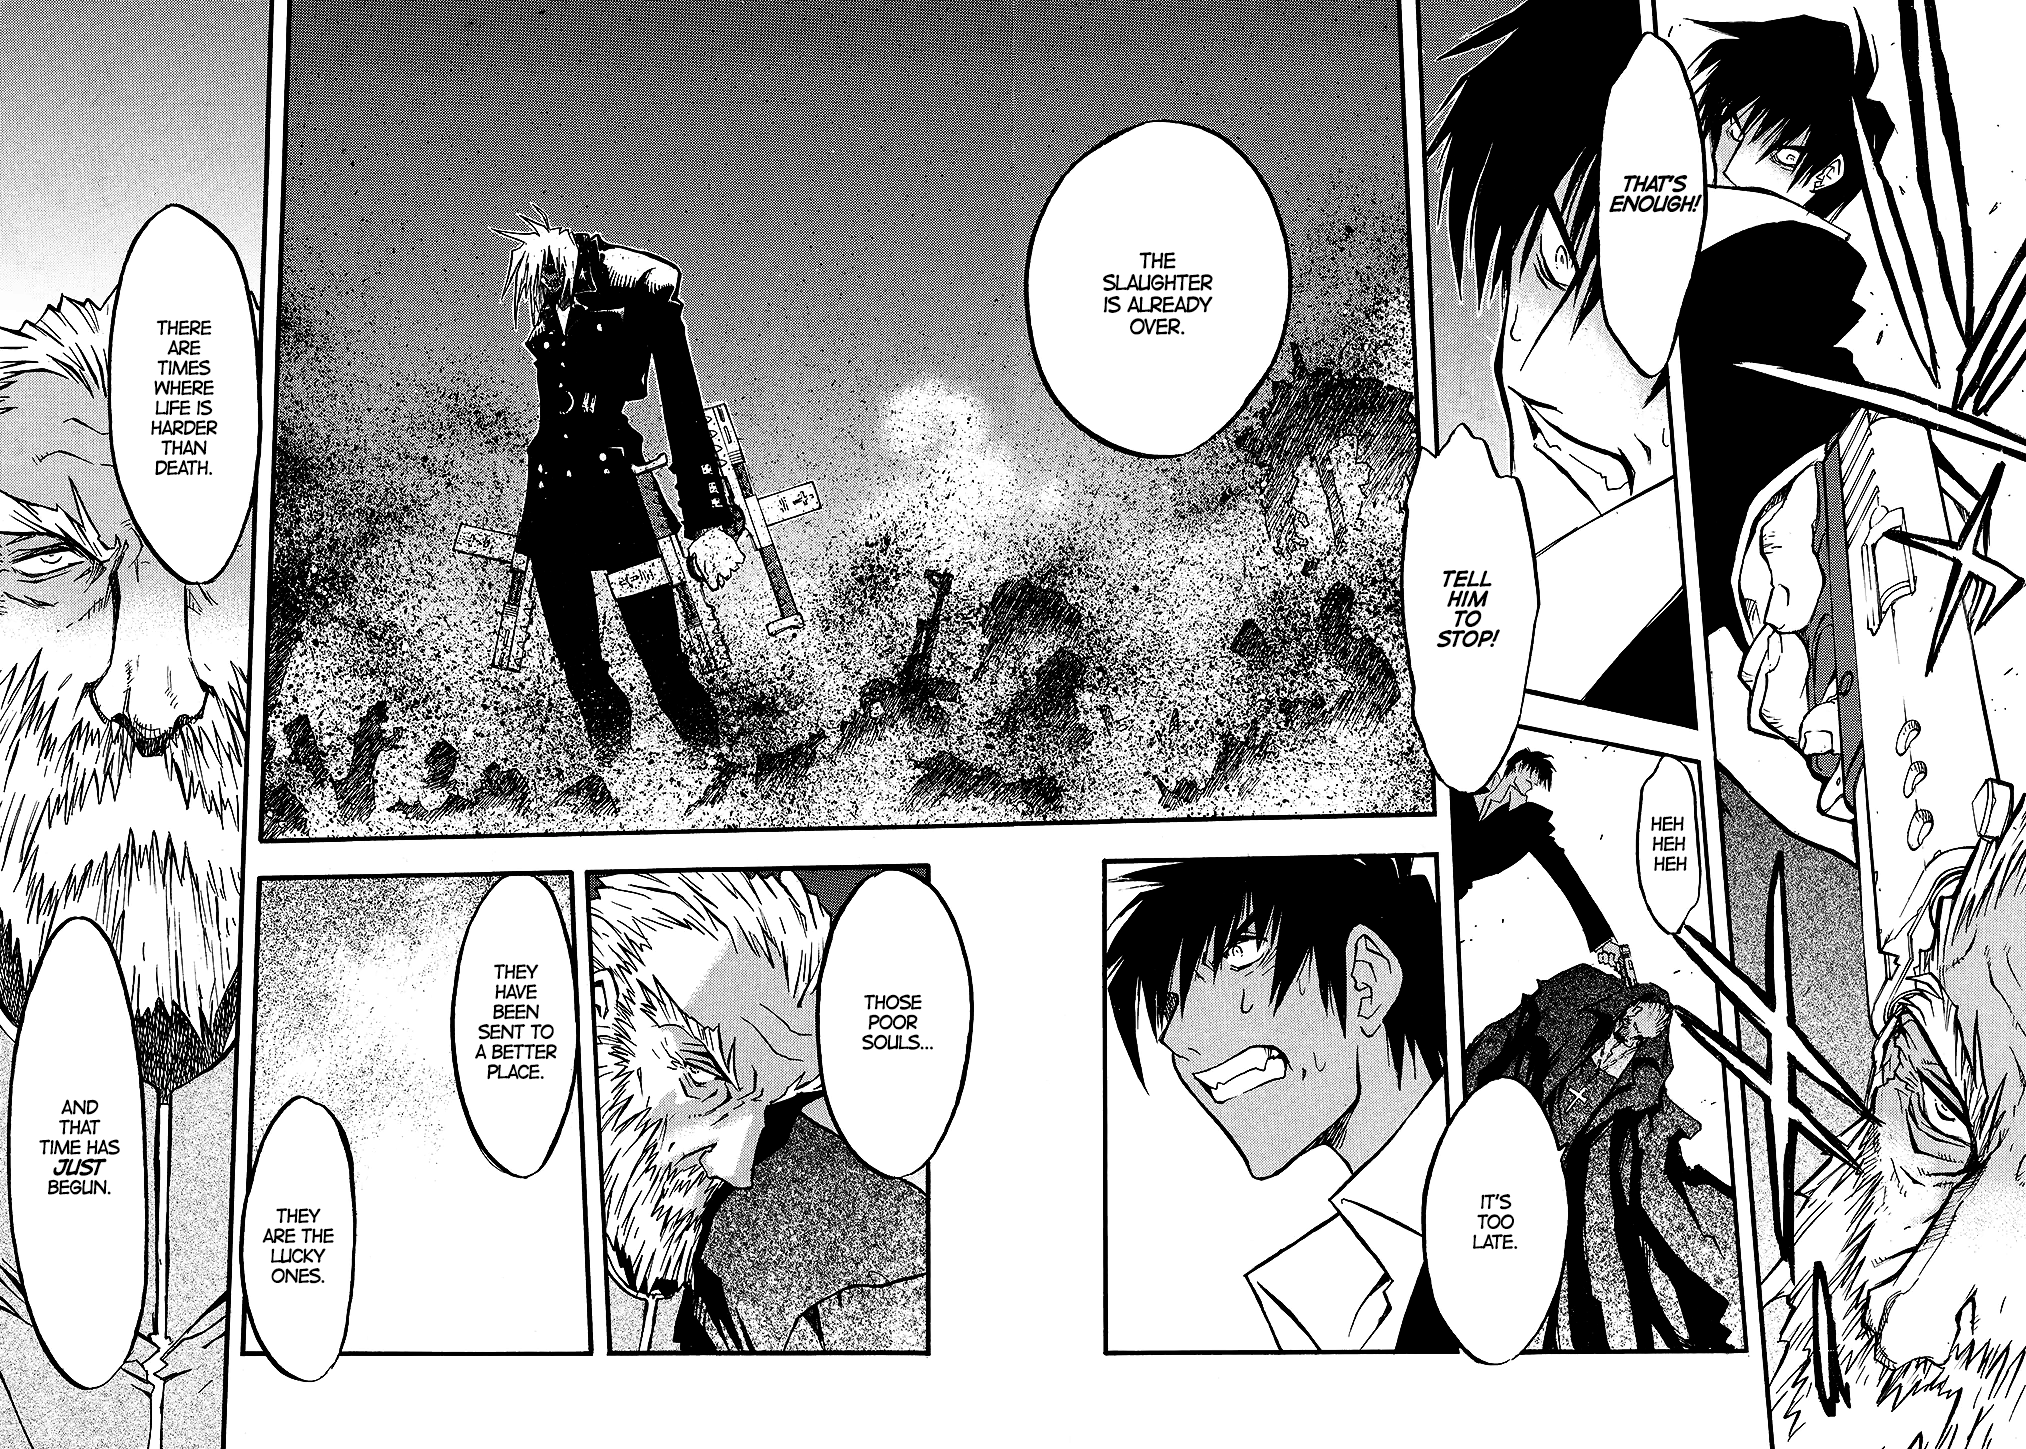 THAT'S
ENOUGH!
TELL
HIM
TO
STOP!
HEH
HEH
HEH
IT'S
TOO
LATE.
THE
SLAUGHTER
IS ALREADY
OVER.
THOSE
POOR
SOULS...
THEY
HAVE
BEEN
SENT TO
A BETTER
PLACE.
THEY
ARE THE
LUCKY
ONES.
THERE
ARE
TIMES
WHERE
LIFE IS
HARDER
THAN
DEATH.
AND
THAT
TIME HAS
JUST
BEGUN.